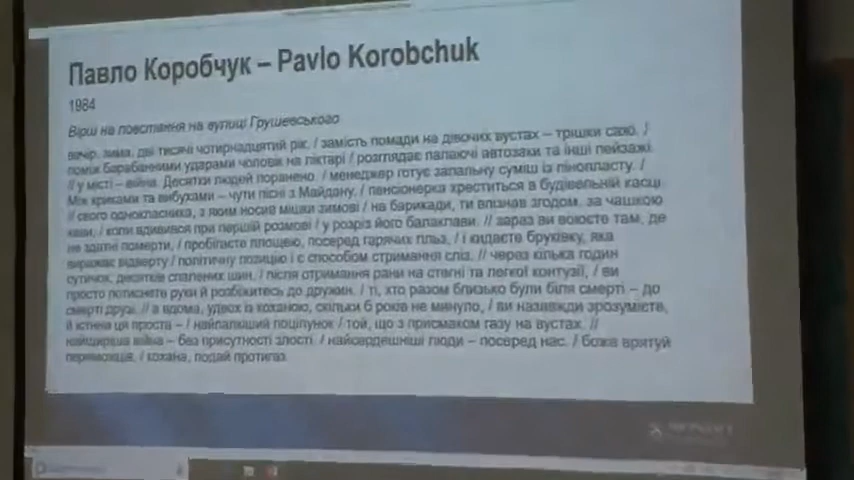 Павло Коробчук – Pavlo Korobchuk
1984
Вірш на повстання на вулиці Грушевського
вечір. зима. дві тисячі чотирнадцятий рік. / замість помади на дівочих вустах – трішки сажі. /
поміж барабанними ударами чоловік на ліхтарі / розглядає палаючі автозаки та інші пейзажі.
// у місті – війна. Десятки людей поранено. / менеджер готує запальну суміш із пінопласту. /
Між криками та вибухами – чути пісні з Майдану. / пенсіонерка хреститься в будівельній касці
// свого однокласника, з яким носив мішки зимові / на барикади, ти впізнав згодом. за чашкою
кави, / коли вдивився при першій розмові / у розріз його балаклави. // зараз ви воюєте там, де
не здатні померти, / пробігаєте площею, посеред гарячих гільз, / і кидаєте бруківку, яка
виражає відверту / політичну позицію і є способом стримання сліз. // через кілька годин
сутичок, десятків спалених шин, / після отримання рани на стегні та легкої контузії, / ви
просто потиснете руки й розбіжитесь до дружин. / ті, хто разом близько були біля смерті – до
смерті друзі. // а вдома, удвох із коханою, скільки б років не минуло, / ви назавжди зрозумієте,
й істина ця проста – / найпалкіший поцілунок / той, що з присмаком газу на вустах. //
найщиріша війна – без присутності злості. / найсердешніші люди – посеред нас. / боже врятуй
переможців. / кохана, подай протигаз.